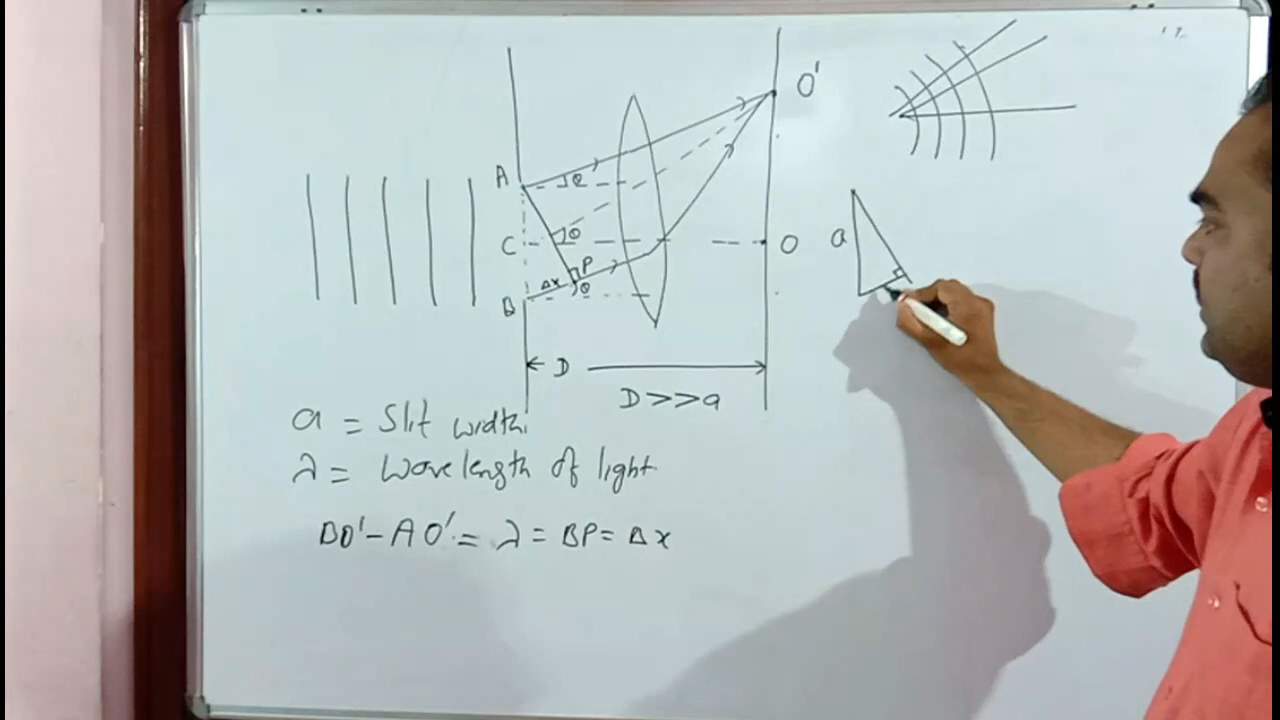 O'
A
θ
a
C
θ
O
P
Δx
θ
B
D
D>>a
a = Slit width
λ = Wavelength of light
BO' - AO' = λ = BP = Δx